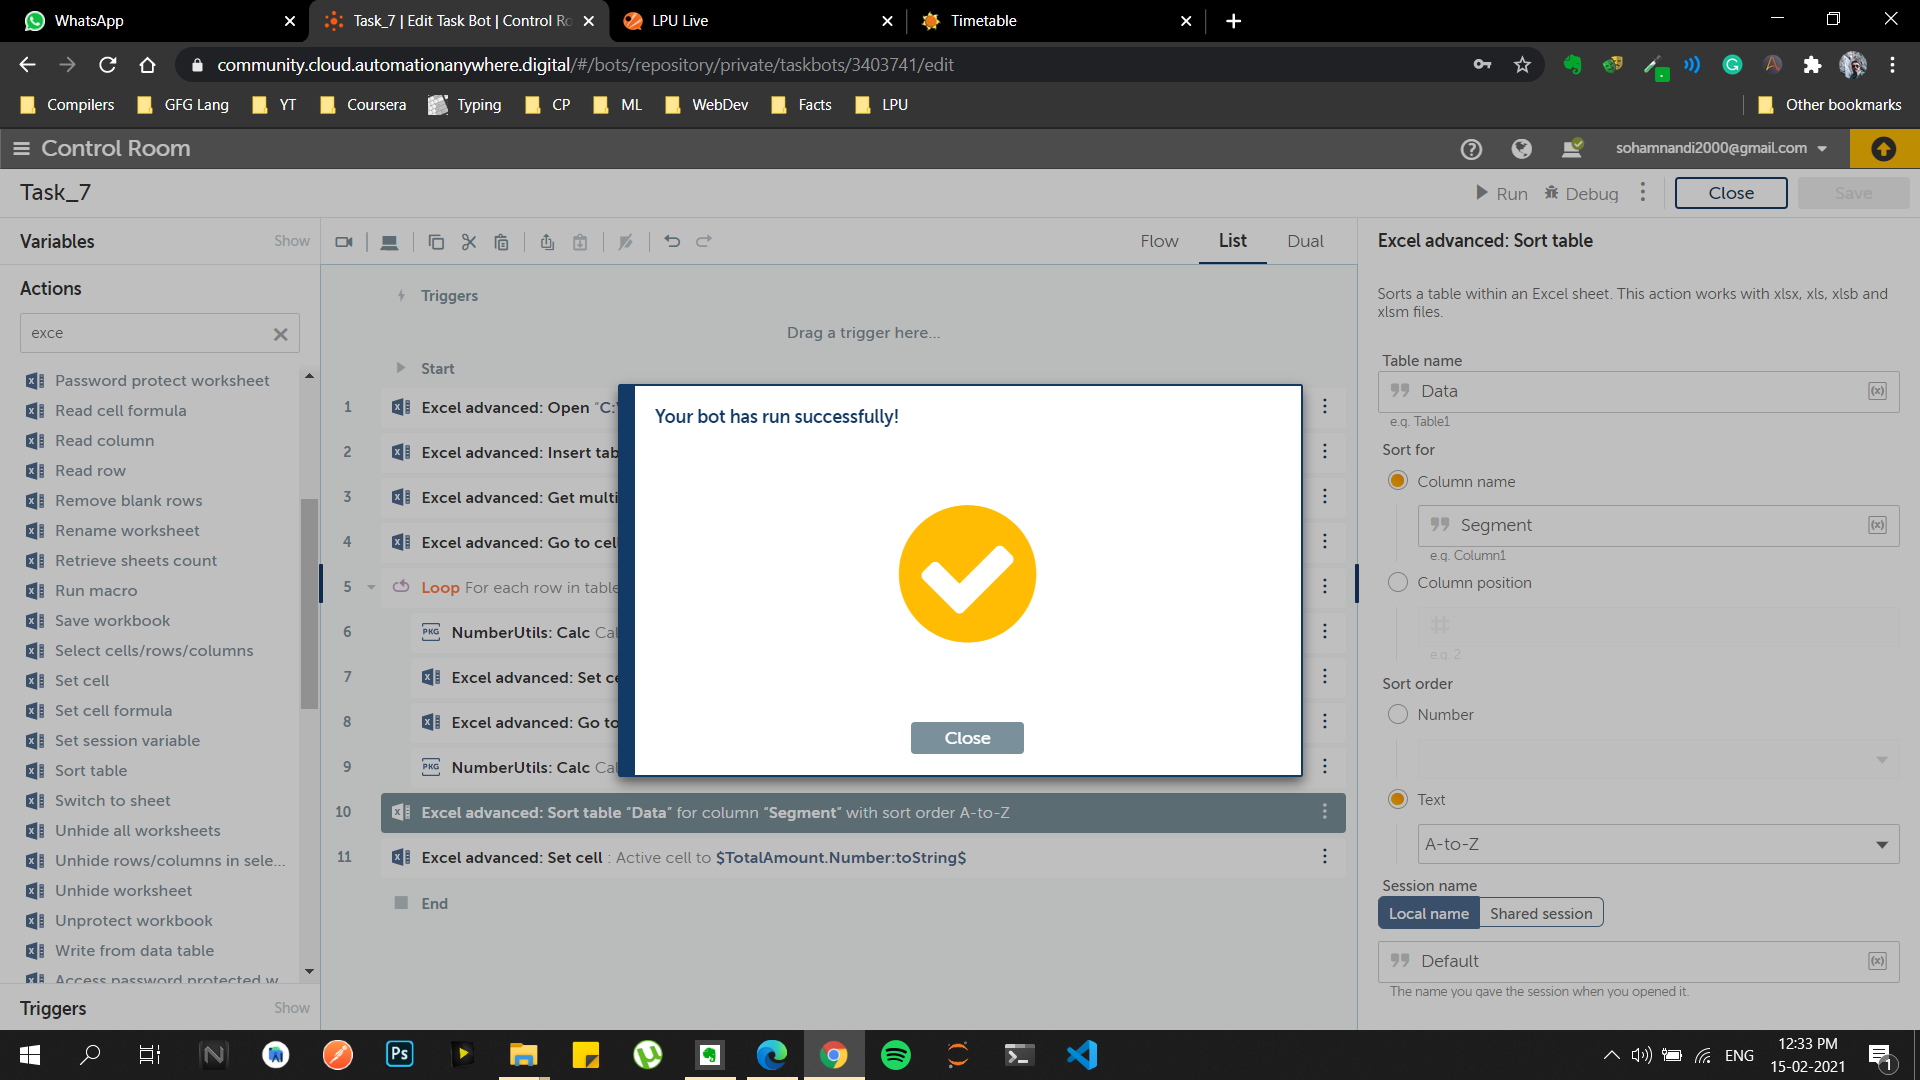 WhatsApp
Task_7 | Edit Task Bot | Control Ro
LPU Live
Timetable
community.cloud.automationanywhere.digital/#/bots/repository/private/taskbots/3403741/edit
Compilers
GFG Lang
YT
Coursera
Typing
CP
ML
WebDev
Facts
LPU
Other bookmarks
Control Room
sohamnandi2000@gmail.com
Task_7
Run
Debug
Close
Save
Variables
Show
Actions
exce
Password protect worksheet
Read cell formula
Read column
Read row
Remove blank rows
Rename worksheet
Retrieve sheets count
Run macro
Save workbook
Select cells/rows/columns
Set cell
Set cell formula
Set session variable
Sort table
Switch to sheet
Unhide all worksheets
Unhide rows/columns in sele...
Unhide worksheet
Unprotect workbook
Write from data table
Access password protected w
Triggers
Show
Flow
List
Dual
Triggers
Drag a trigger here...
Start
1 Excel advanced: Open "C:\
2 Excel advanced: Insert tab
3 Excel advanced: Get multi
4 Excel advanced: Go to cel
5 Loop For each row in table
6 PKG NumberUtils: Calc Cal
7 Excel advanced: Set ce
8 Excel advanced: Go to
9 PKG NumberUtils: Calc Cal
10 Excel advanced: Sort table "Data" for column "Segment" with sort order A-to-Z
11 Excel advanced: Set cell : Active cell to $TotalAmount.Number:toString$
End
Your bot has run successfully!
Close
Excel advanced: Sort table
Sorts a table within an Excel sheet. This action works with xlsx, xls, xlsb and
xlsm files.
Table name
Data
(x)
e.g. Table1
Sort for
Column name
Segment
(x)
e.g. Column1
Column position
#
e.g. 2
Sort order
Number
Text
A-to-Z
Session name
Local name
Shared session
Default
(x)
The name you gave the session when you opened it.
Ps
ENG
12:33 PM
15-02-2021
1